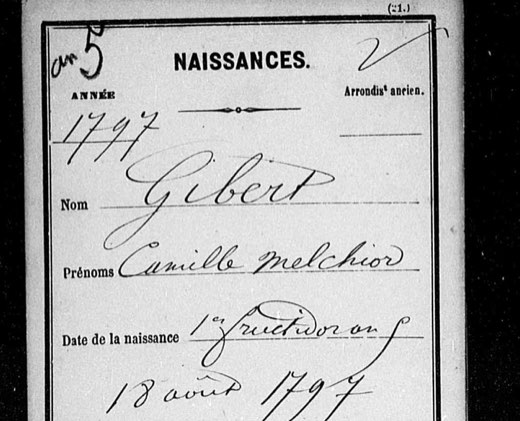 (21.)
an 5
NAISSANCES.
ANNÉE
Arrondist ancien.
1797
Nom Gibert
Prénoms Camille Melchior
Date de la naissance 1er fructidor an 5
18 août 1797